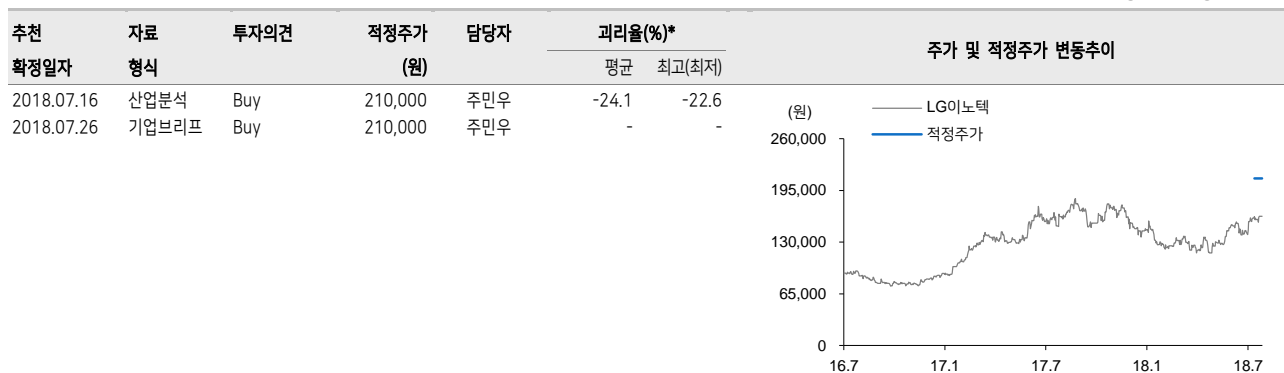 추천 자료 투자의견 적정주가 담당자 괴리율(%)* 주가 및 적정주가 변동추이
확정일자 형식 (원) 평균 최고(최저)
2018.07.16 산업분석 Buy 210,000 주민우 -24.1 -22.6
2018.07.26 기업브리프 Buy 210,000 주민우 - -
(원)
LG이노텍
적정주가
260,000
195,000
130,000
65,000
0
16.7 17.1 17.7 18.1 18.7